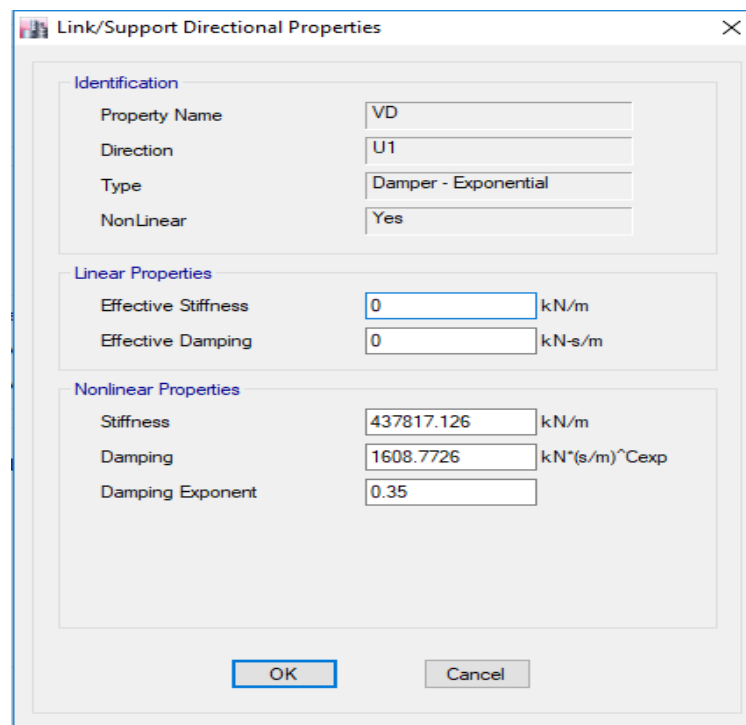 Link/Support Directional Properties
Identification
Property Name VD
Direction U1
Type Damper - Exponential
NonLinear Yes
Linear Properties
Effective Stiffness 0 kN/m
Effective Damping 0 kN-s/m
Nonlinear Properties
Stiffness 437817.126 kN/m
Damping 1608.7726 kN*(s/m)^Cexp
Damping Exponent 0.35
OK Cancel